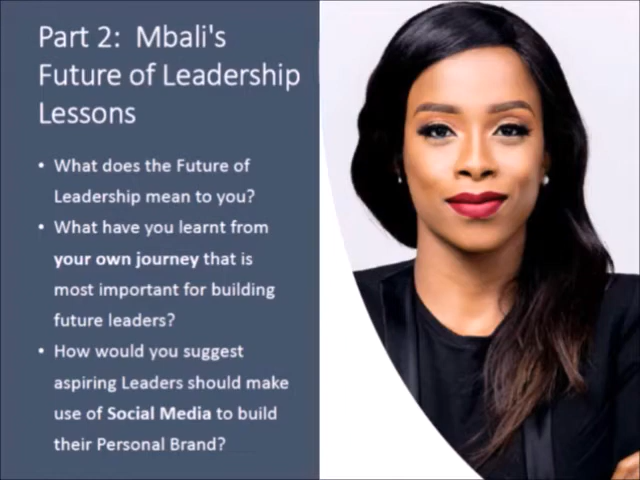 Part 2:  Mbali's
Future of Leadership
Lessons
• What does the Future of
Leadership mean to you?
• What have you learnt from
your own journey that is
most important for building
future leaders?
• How would you suggest
aspiring Leaders should make
use of Social Media to build
their Personal Brand?